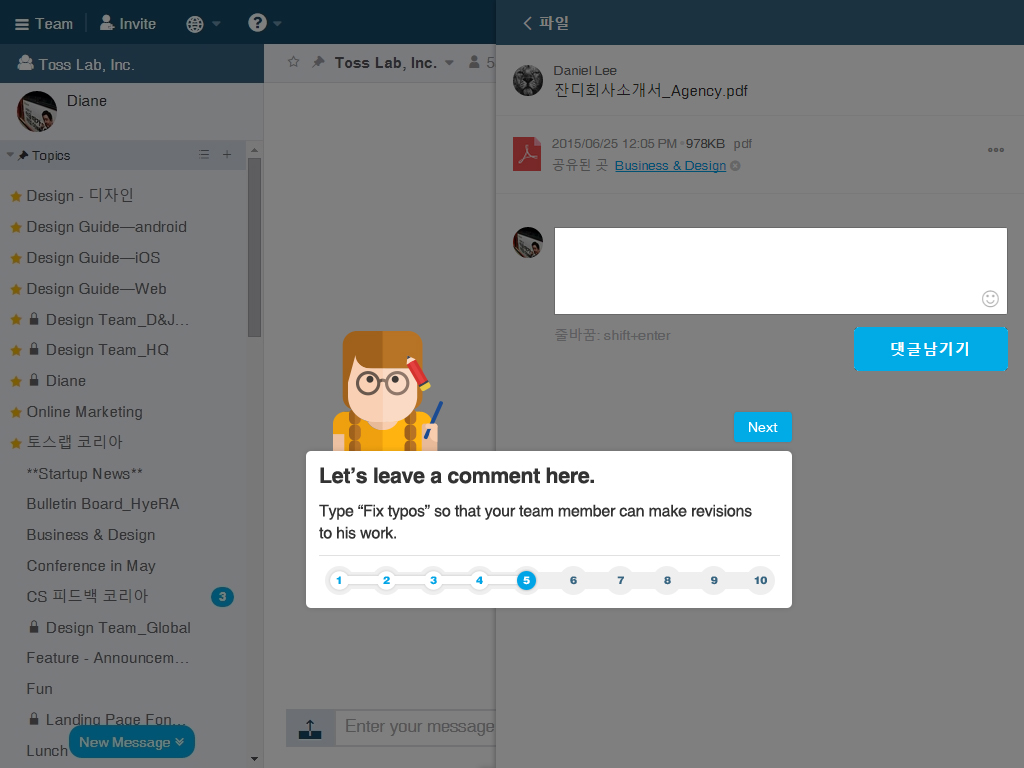 Team
Invite
파일
Toss Lab, Inc.
Toss Lab, Inc.
5
Diane
Daniel Lee
잔디회사소개서_Agency.pdf
2015/06/25 12:05 PM • 978KB pdf
공유된 곳 Business & Design
Topics
Design - 디자인
Design Guide—android
Design Guide—iOS
Design Guide—Web
Design Team_D&J...
Design Team_HQ
Diane
Online Marketing
토스랩 코리아
**Startup News**
Bulletin Board_HyeRA
Business & Design
Conference in May
CS 피드백 코리아
3
Design Team_Global
Feature - Announcem...
Fun
Landing Page Fon...
Lunch
New Message
줄바꿈: shift+enter
댓글남기기
Next
Let’s leave a comment here.
Type “Fix typos” so that your team member can make revisions
to his work.
1 2 3 4 5 6 7 8 9 10
Enter your message